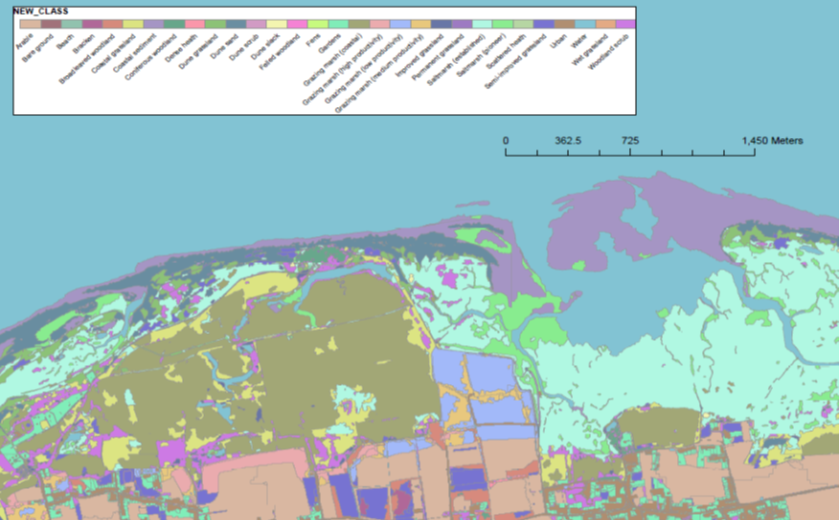 NEW_CLASS
Arable
Bare ground
Beach
Bracken
Broad-leaved woodland
Coastal grassland
Coastal sediment
Coniferous woodland
Dense heath
Dune grassland
Dune sand
Dune scrub
Dune slack
Felled woodland
Fens
Gardens
Grazing marsh (coastal)
Grazing marsh (high productivity)
Grazing marsh (low productivity)
Grazing marsh (medium productivity)
Improved grassland
Permanent grassland
Saltmarsh (established)
Saltmarsh (pioneer)
Scattered heath
Semi-improved grassland
Urban
Water
Wet grassland
Woodland scrub
0 362.5 725 1,450 Meters